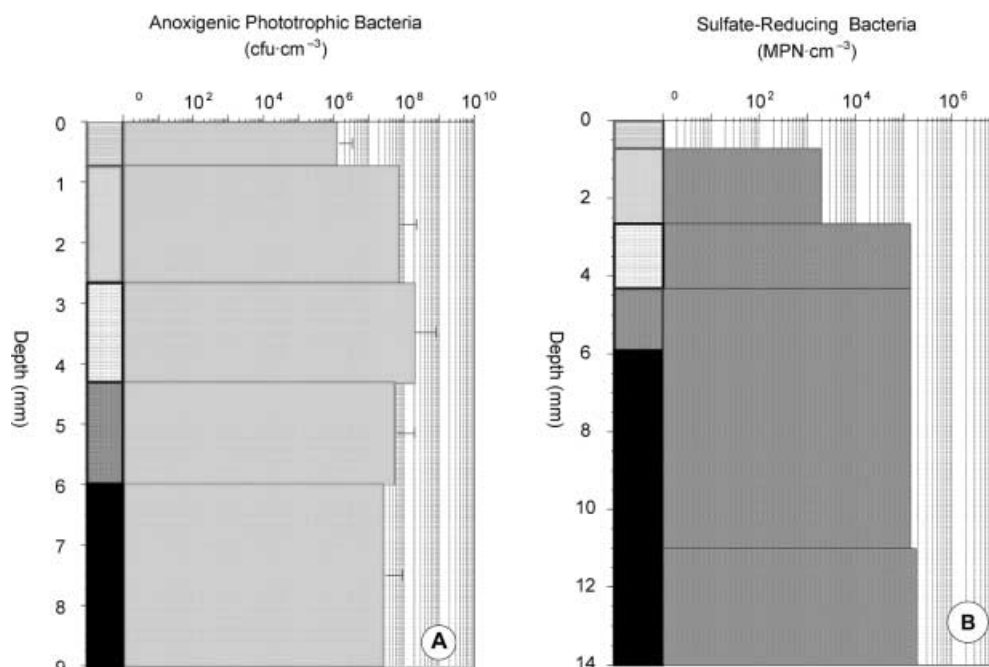 Anoxigenic Phototrophic Bacteria
(cfu·cm⁻³)
0 10² 10⁴ 10⁶ 10⁸ 10¹⁰
0
1
2
3
4
5
6
7
8
9
Depth (mm)
A
Sulfate-Reducing Bacteria
(MPN·cm⁻³)
0 10² 10⁴ 10⁶
0
2
4
6
8
10
12
14
Depth (mm)
B